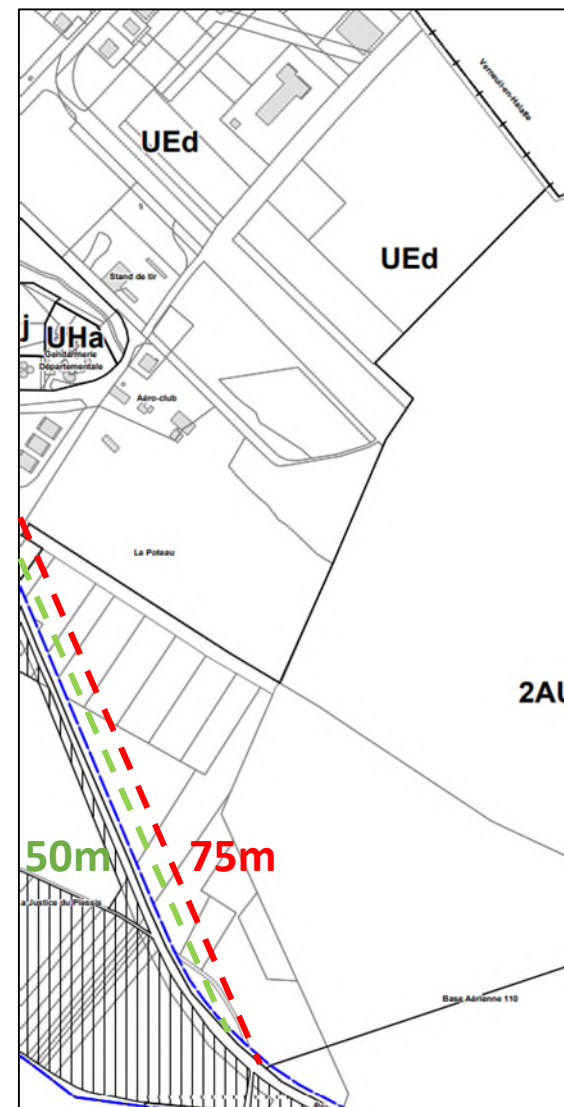 Verneuil-en-Halatte
UEd
UEd
Stand de tir
j
UHa
Gendarmerie
Départementale
Aéro-club
Le Poteau
2AU
50m
75m
a Justice du Plessis
Base Aérienne 110